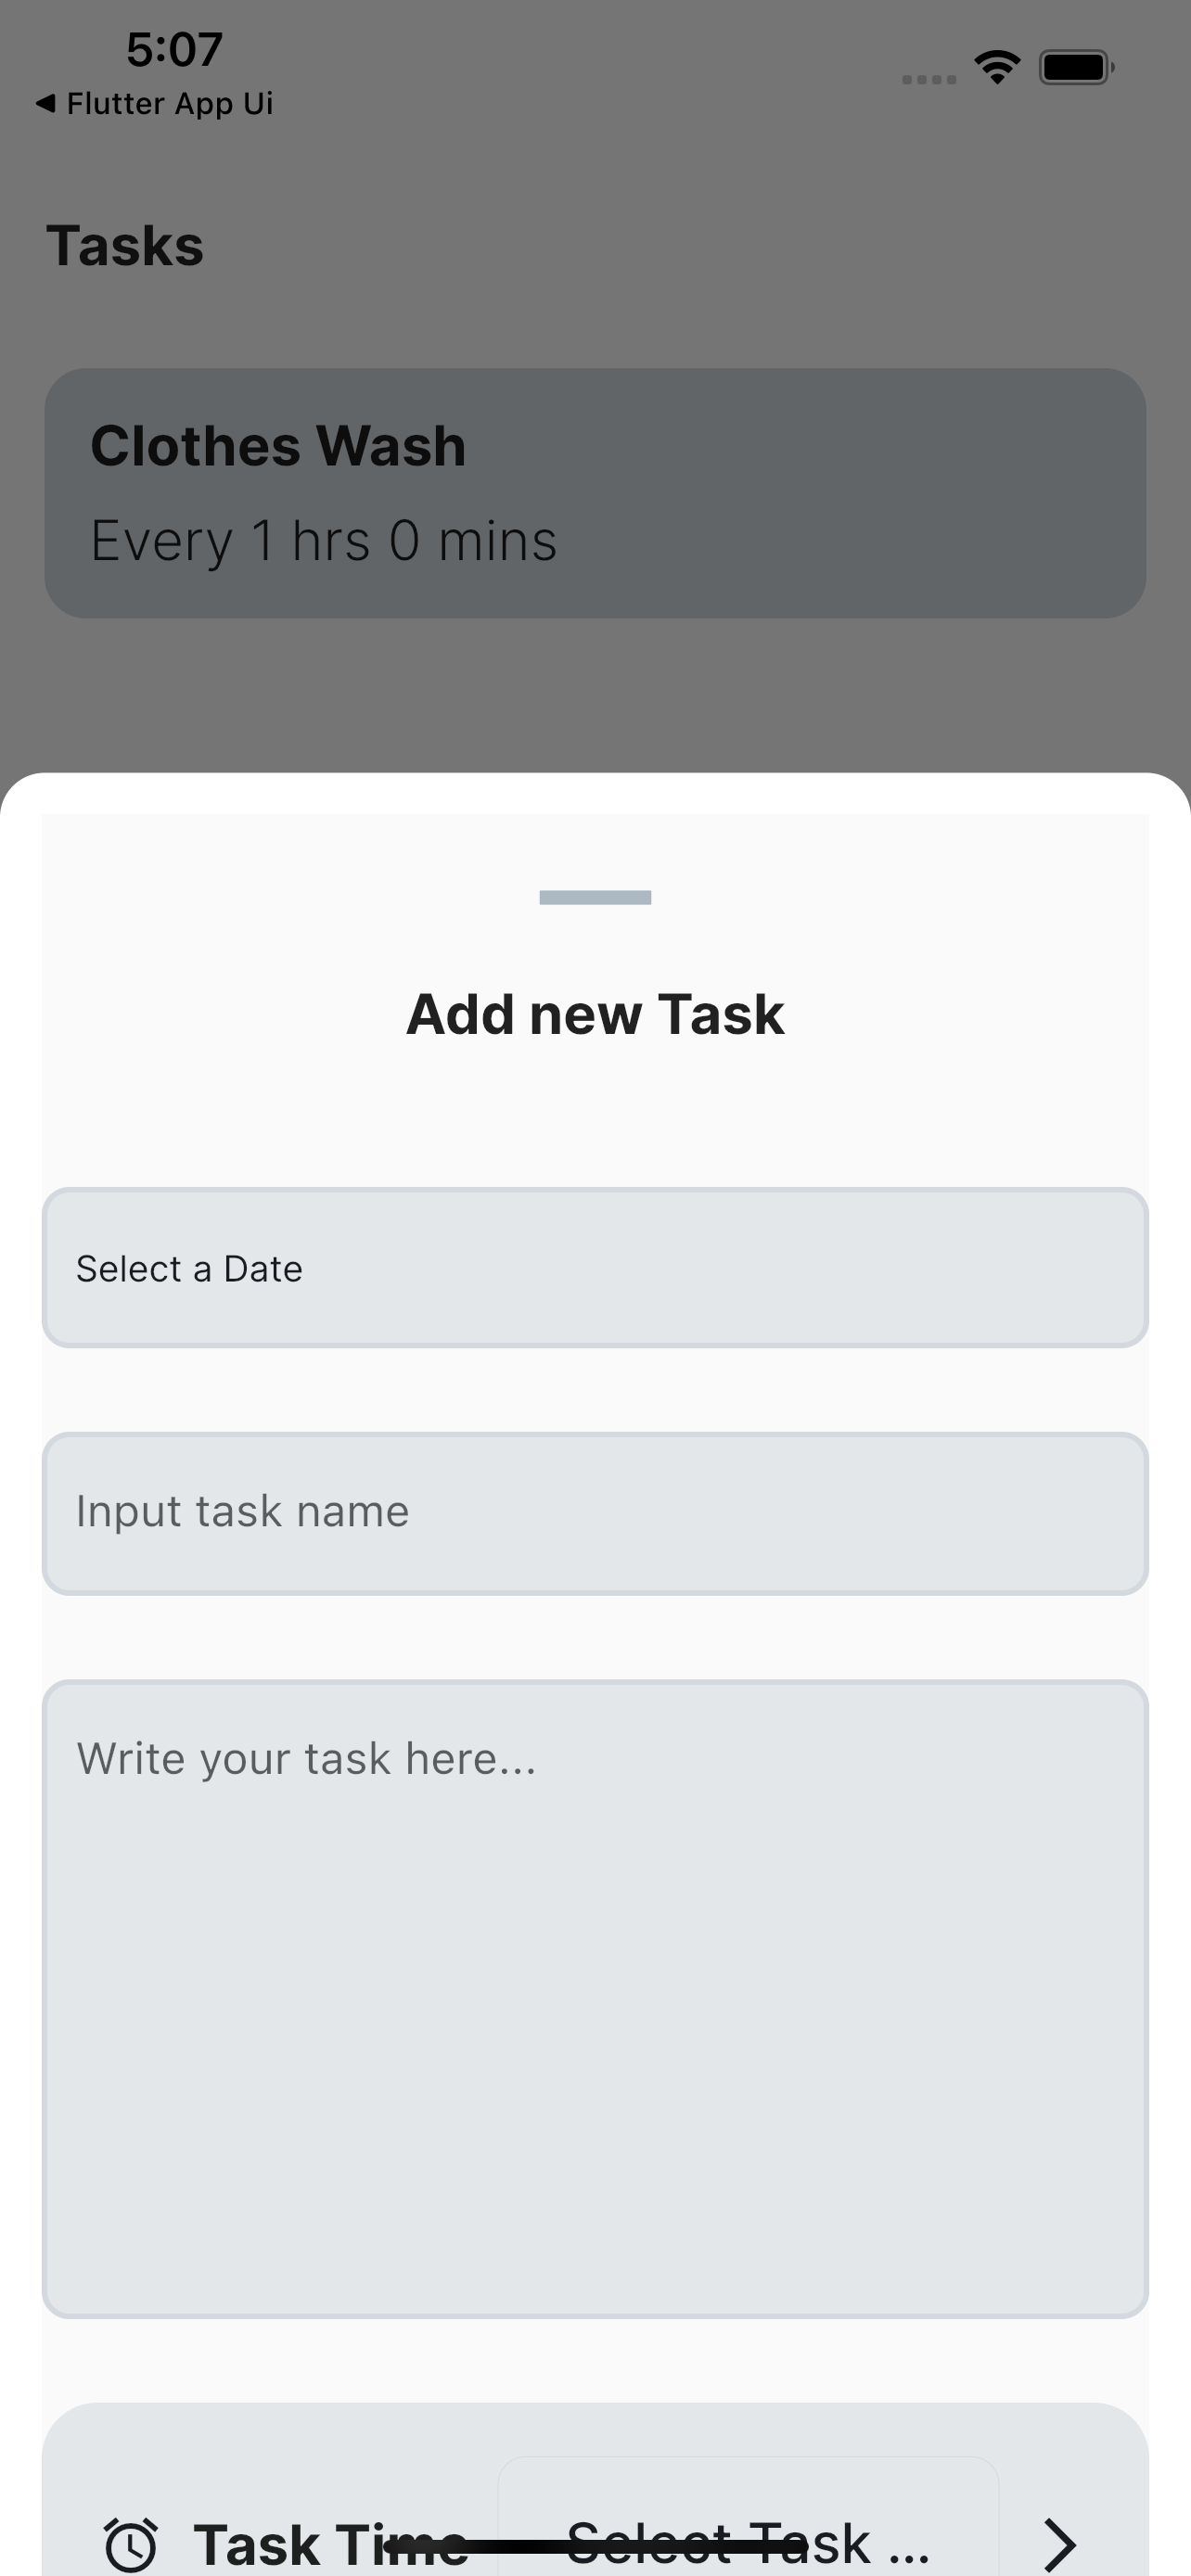 5:07
Flutter App Ui
Tasks
Clothes Wash
Every 1 hrs 0 mins
Add new Task
Select a Date
Input task name
Write your task here...
Task Time Select Task ...